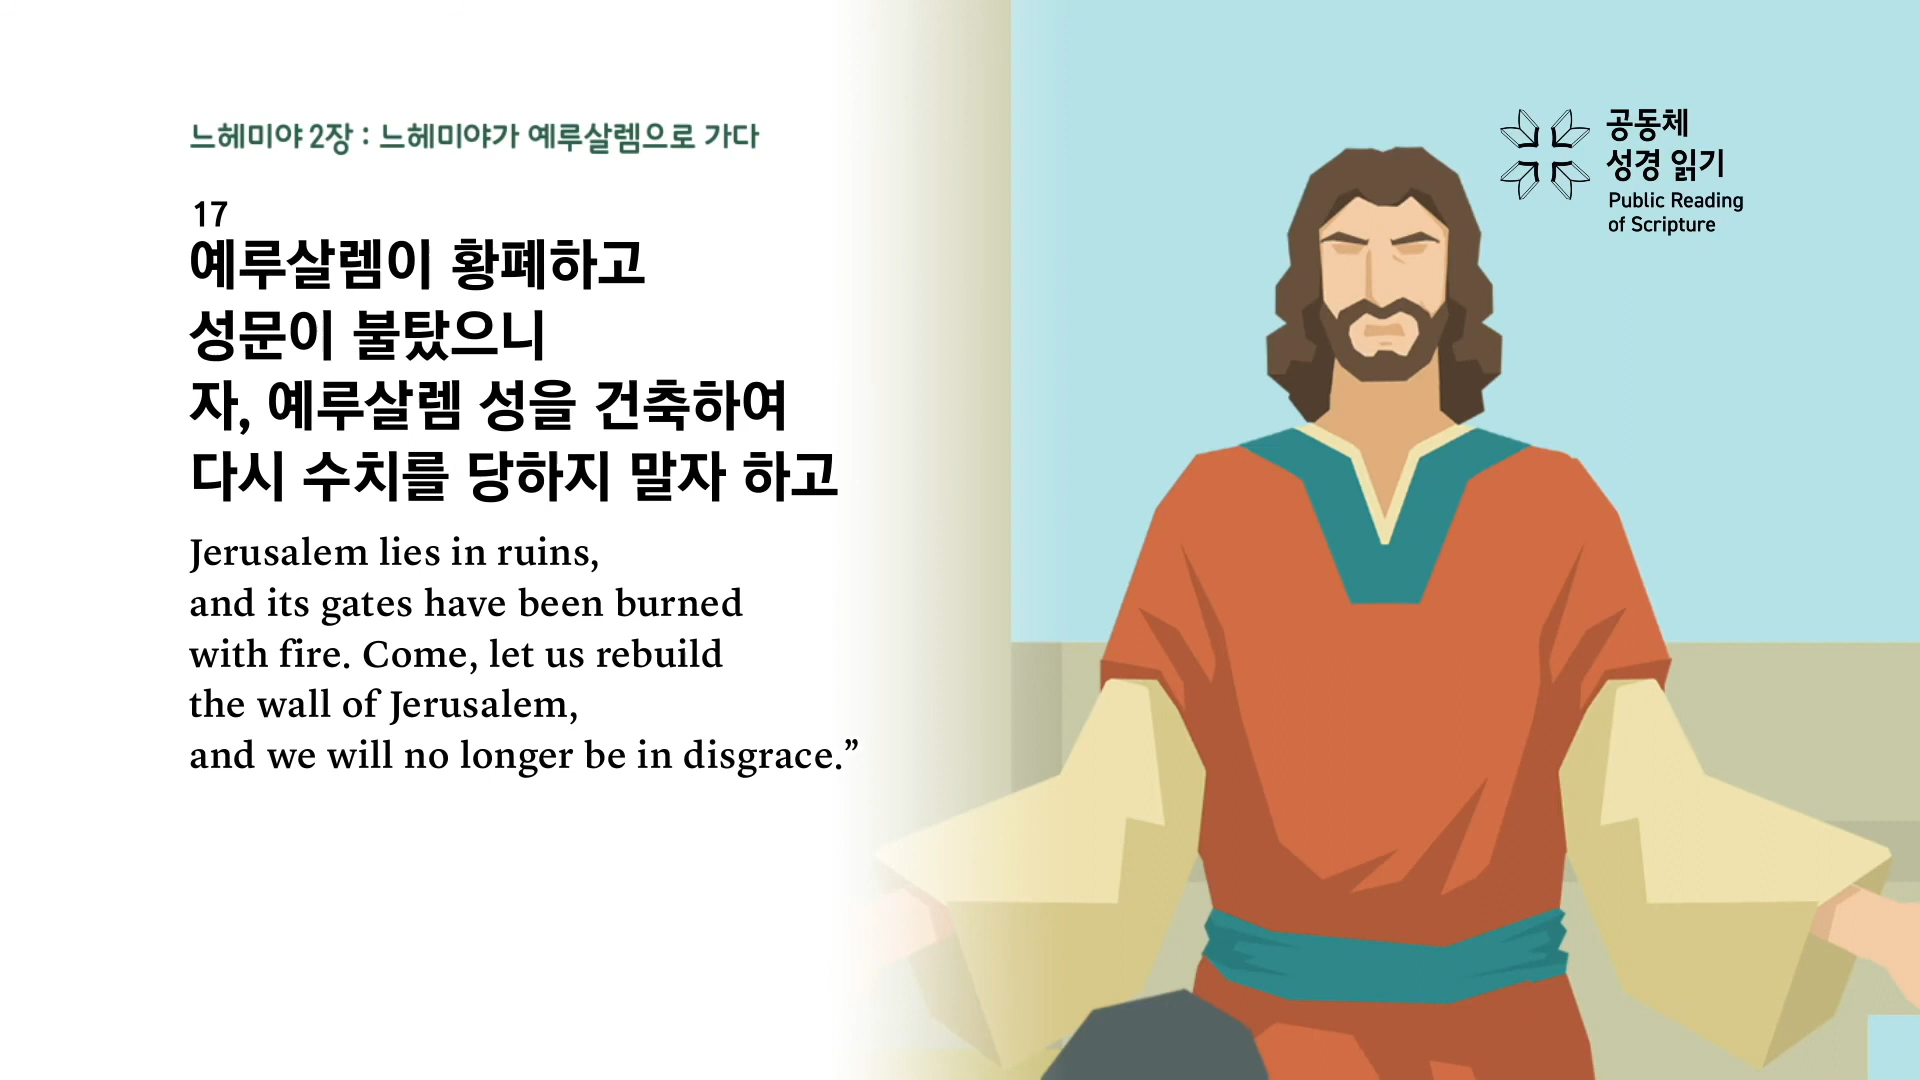 느헤미야 2장 : 느헤미야가 예루살렘으로 가다
17
예루살렘이 황폐하고
성문이 불탔으니
자, 예루살렘 성을 건축하여
다시 수치를 당하지 말자 하고
Jerusalem lies in ruins,
and its gates have been burned
with fire. Come, let us rebuild
the wall of Jerusalem,
and we will no longer be in disgrace.”
공동체
성경 읽기
Public Reading
of Scripture